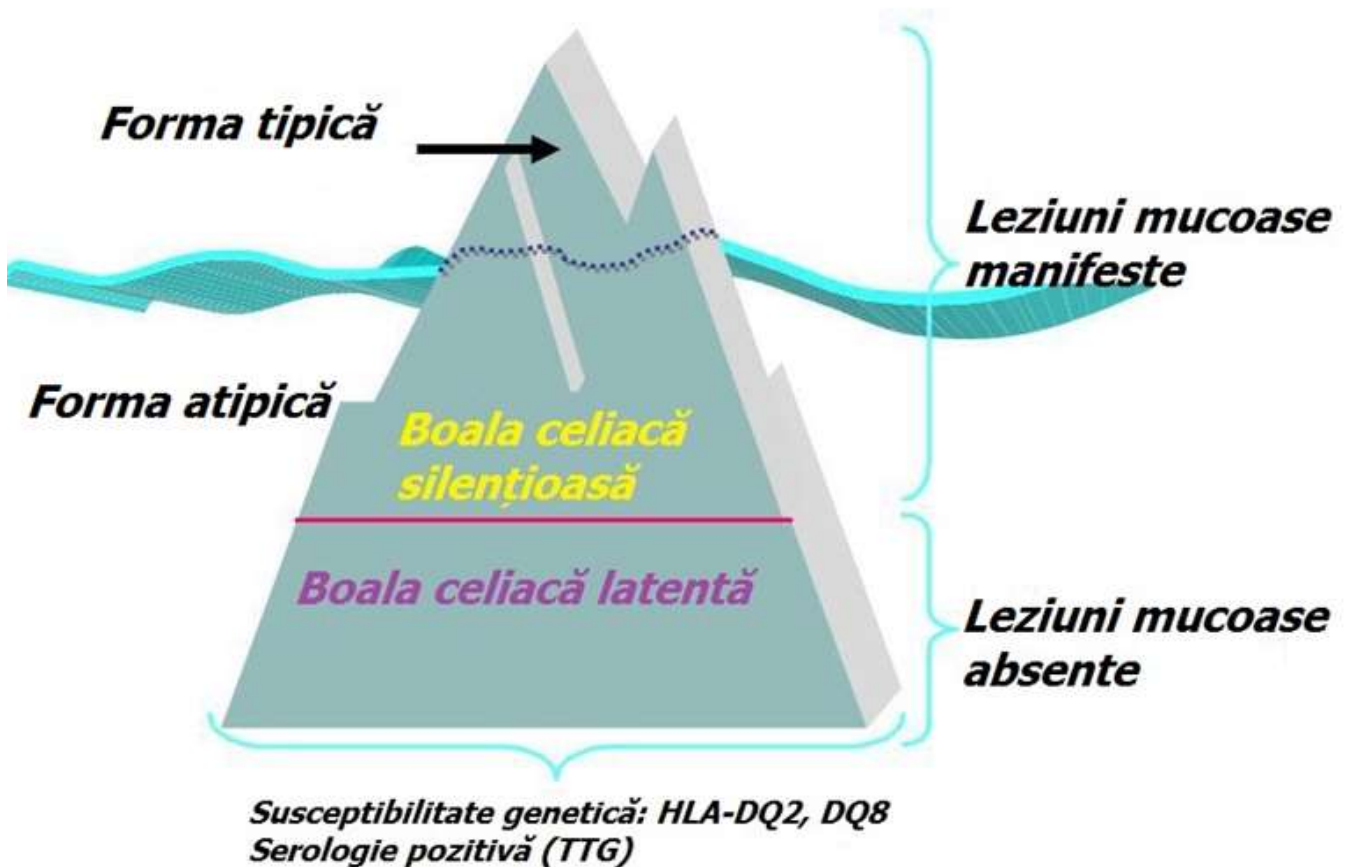 Forma tipică
Leziuni mucoase
manifeste
Forma atipică
Boala celiacă
silențioasă
Boala celiacă latentă
Leziuni mucoase
absente
Susceptibilitate genetică: HLA-DQ2, DQ8
Serologie pozitivă (TTG)